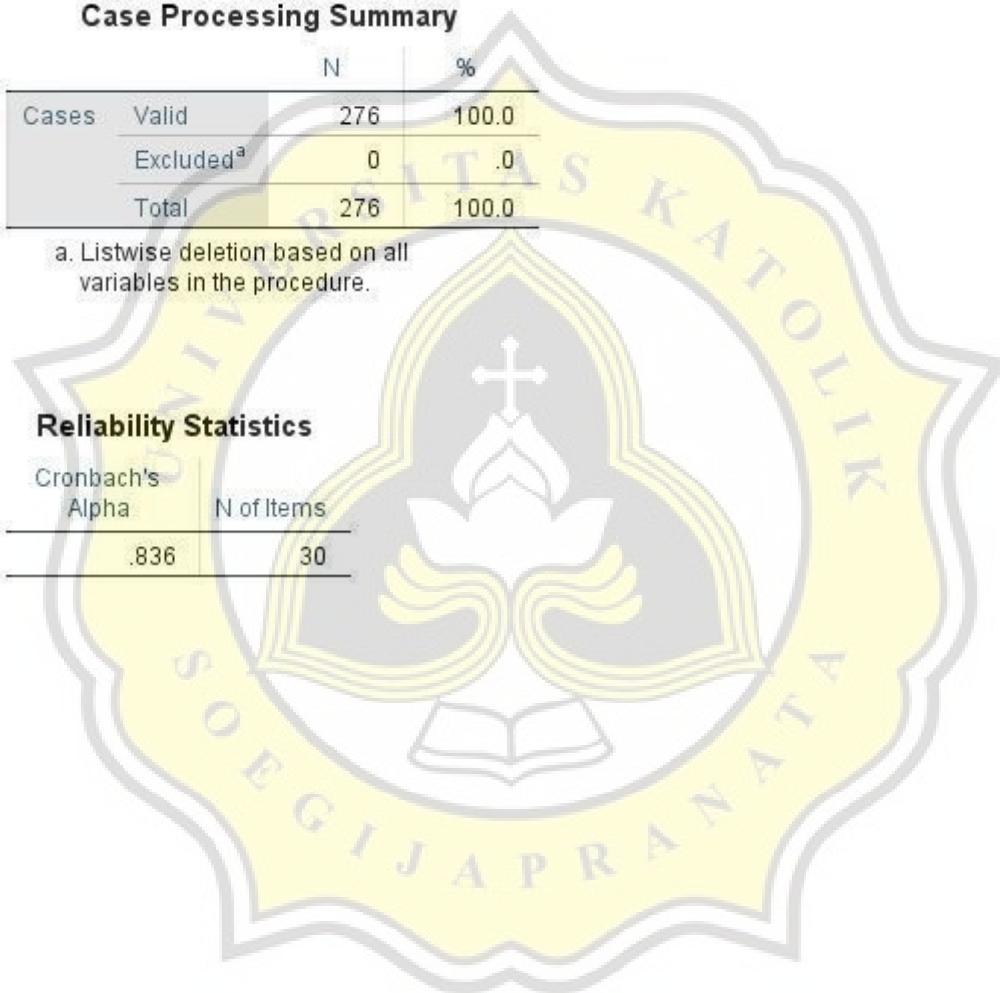 Case Processing Summary
N %
Cases Valid 276 100.0
Excludedª 0 .0
Total 276 100.0
a. Listwise deletion based on all
variables in the procedure.
Reliability Statistics
Cronbach's
Alpha N of Items
.836 30
UNIVERSITAS KATOLIK
SOEGIJAPRANATA